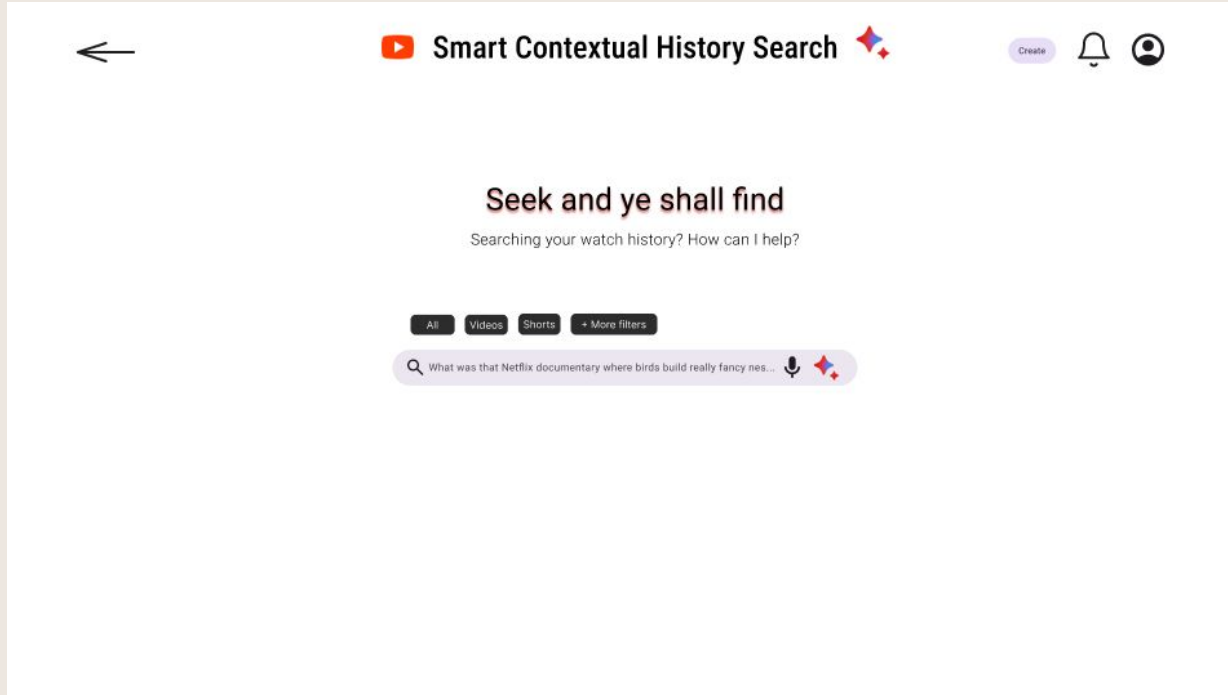 Smart Contextual History Search
Create
Seek and ye shall find
Searching your watch history? How can I help?
All Videos Shorts + More filters
What was that Netflix documentary where birds build really fancy nes...